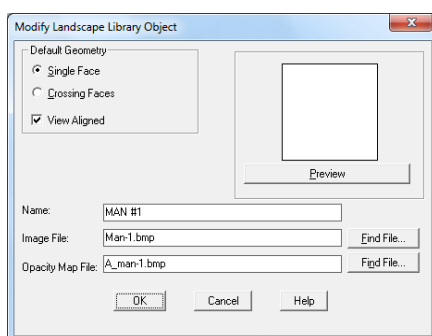 Modify Landscape Library Object
Default Geometry
Single Face
Crossing Faces
View Aligned
Preview
Name:
MAN #1
Image File:
Man-1.bmp
Find File...
Opacity Map File:
A_man-1.bmp
Find File...
OK
Cancel
Help